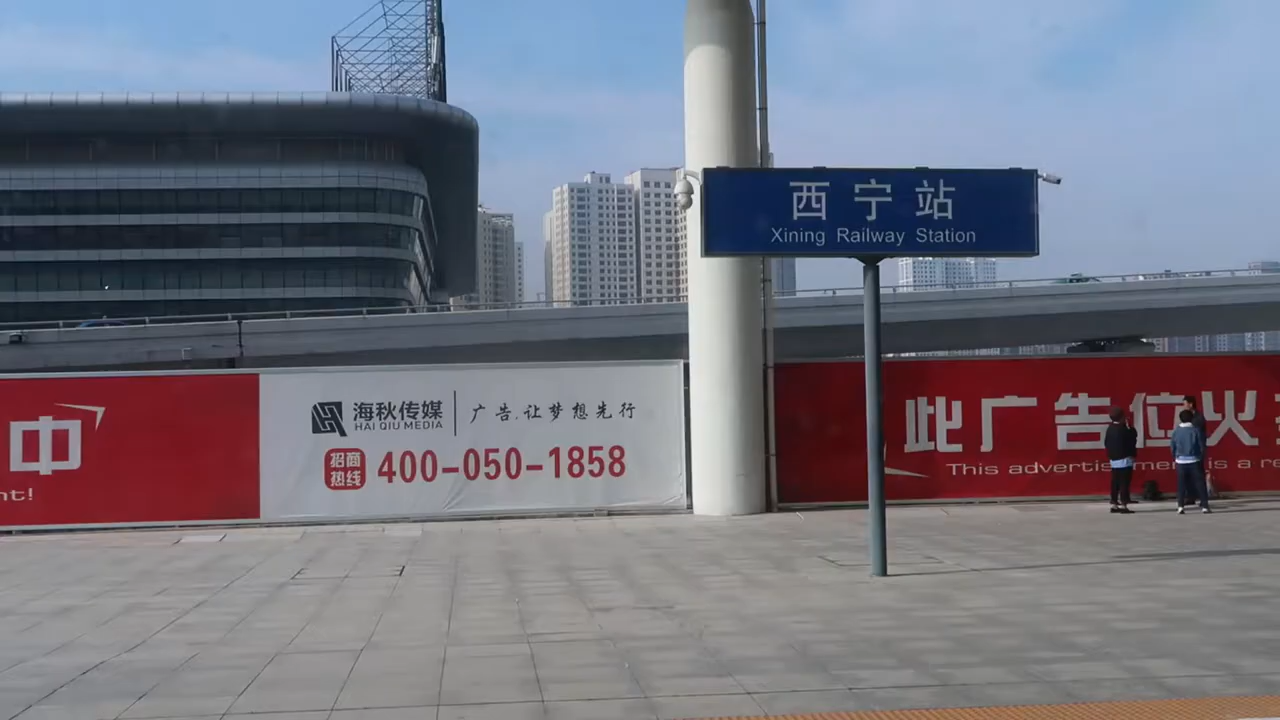 西宁站
Xining Railway Station
中
nt!
海秋传媒
HAI QIU MEDIA
广告.让梦想先行
招商
热线
400-050-1858
此广告位火
This advertisement is a re